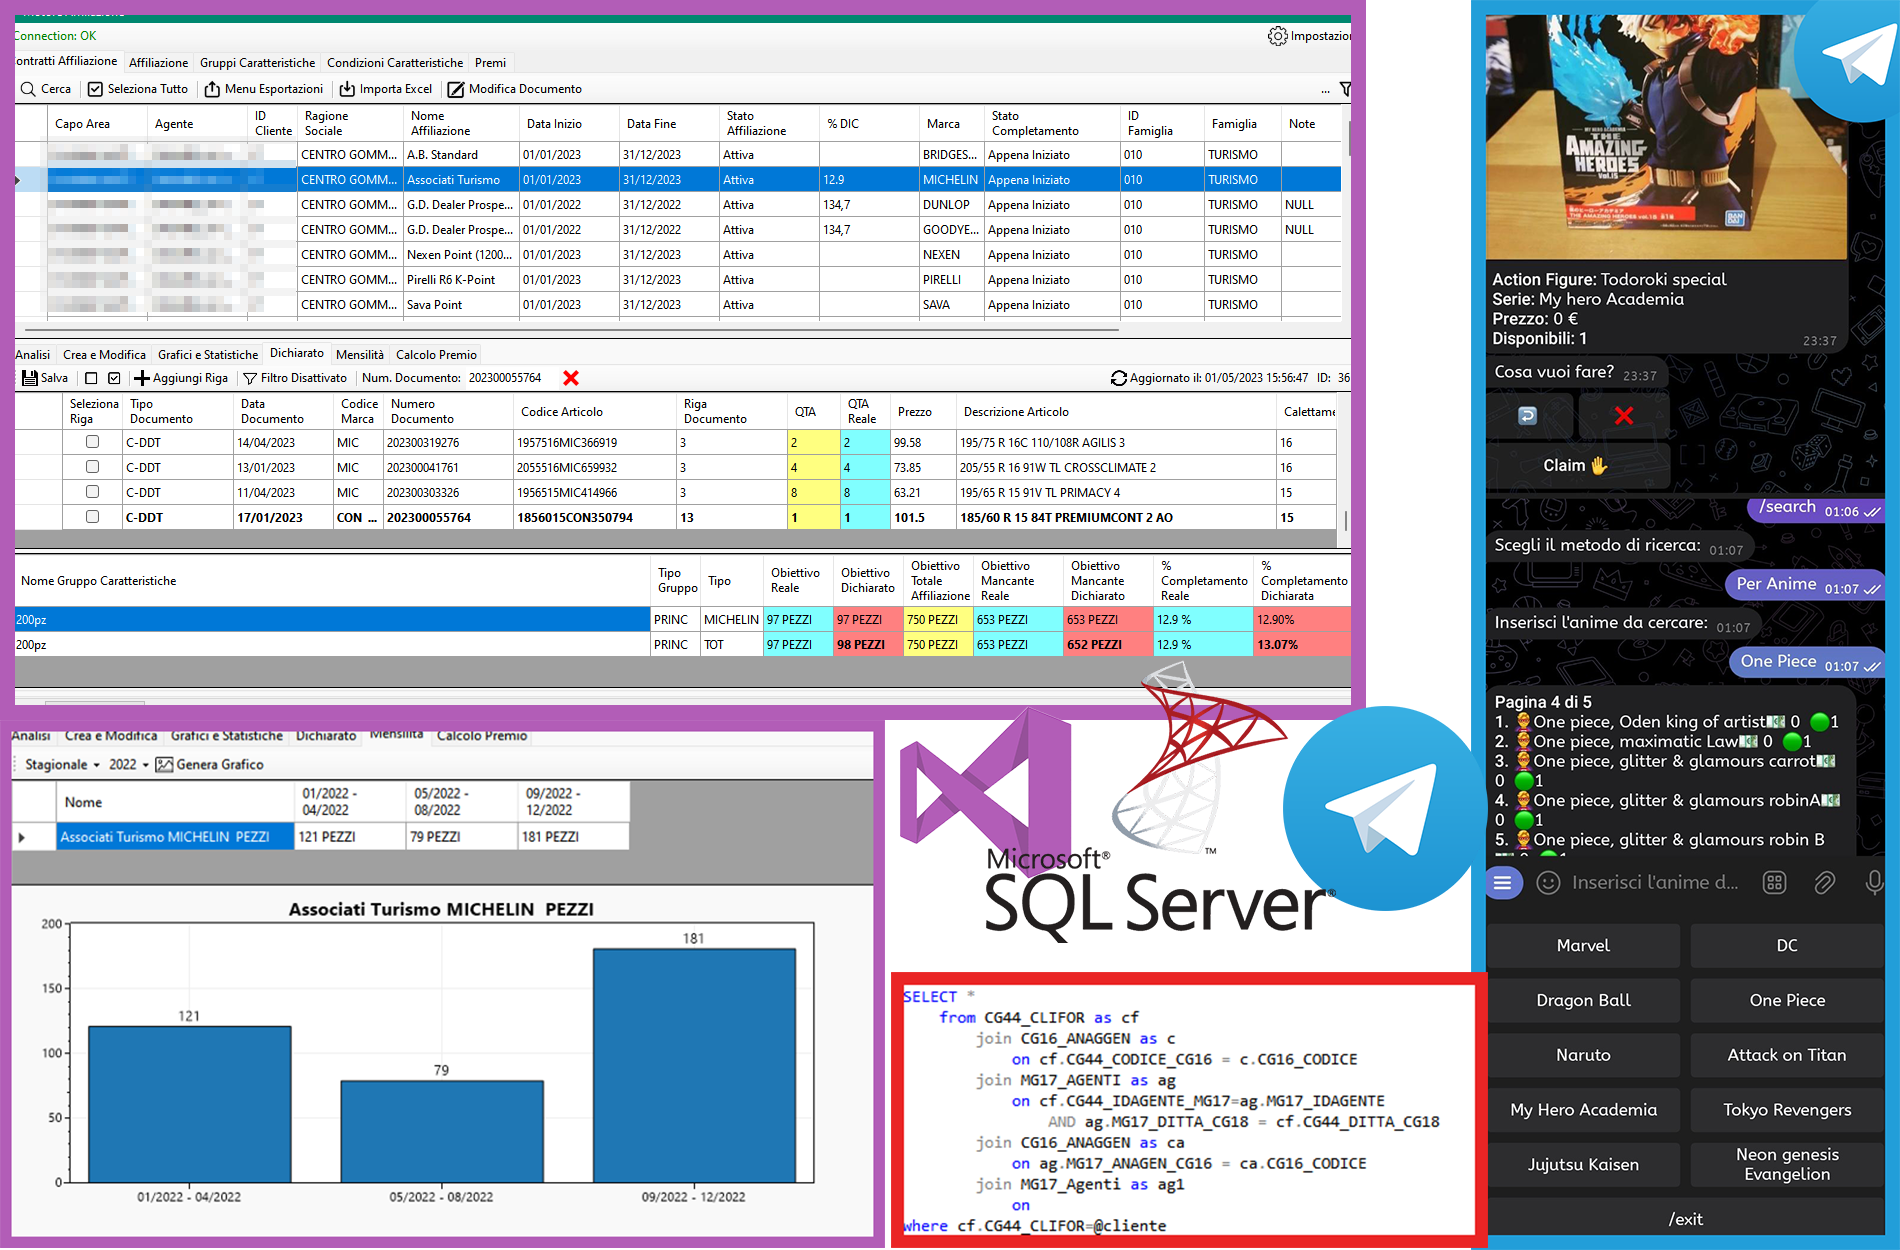 Connection: OK
Impostazior
ontratti Affiliazione Affiliazione Gruppi Caratteristiche Condizioni Caratteristiche Premi
Cerca Seleziona Tutto Menu Esportazioni Importa Excel Modifica Documento ...
Capo Area Agente ID Cliente Ragione Sociale Nome Affiliazione Data Inizio Data Fine Stato Affiliazione % DIC Marca Stato Completamento ID Famiglia Famiglia Note
CENTRO GOMM... A.B. Standard 01/01/2023 31/12/2023 Attiva BRIDGES... Appena Iniziato 010 TURISMO
CENTRO GOMM... Associati Turismo 01/01/2023 31/12/2023 Attiva 12.9 MICHELIN Appena Iniziato 010 TURISMO
CENTRO GOMM... G.D. Dealer Prospe... 01/01/2022 31/12/2022 Attiva 134,7 DUNLOP Appena Iniziato 010 TURISMO NULL
CENTRO GOMM... G.D. Dealer Prospe... 01/01/2022 31/12/2022 Attiva 134,7 GOODYE... Appena Iniziato 010 TURISMO NULL
CENTRO GOMM... Nexen Point (1200... 01/01/2023 31/12/2023 Attiva NEXEN Appena Iniziato 010 TURISMO
CENTRO GOMM... Pirelli R6 K-Point 01/01/2023 31/12/2023 Attiva PIRELLI Appena Iniziato 010 TURISMO
CENTRO GOMM... Sava Point 01/01/2023 31/12/2023 Attiva SAVA Appena Iniziato 010 TURISMO
Analisi Crea e Modifica Grafici e Statistiche Dichiarato Mensilità Calcolo Premio
Salva Aggiungi Riga Filtro Disattivato Num. Documento: 202300055764 Aggiornato il: 01/05/2023 15:56:47 ID: 36
Seleziona Riga Tipo Documento Data Documento Codice Marca Numero Documento Codice Articolo Riga Documento QTA QTA Reale Prezzo Descrizione Articolo Calettame
C-DDT 14/04/2023 MIC 202300319276 1957516MIC366919 3 2 2 99.58 195/75 R 16C 110/108R AGILIS 3 16
C-DDT 13/01/2023 MIC 202300041761 2055516MIC659932 3 4 4 73.85 205/55 R 16 91W TL CROSSCLIMATE 2 16
C-DDT 11/04/2023 MIC 202300303326 1956515MIC414966 3 8 8 63.21 195/65 R 15 91V TL PRIMACY 4 15
C-DDT 17/01/2023 CON ... 202300055764 1856015CON350794 13 1 1 101.5 185/60 R 15 84T PREMIUMCONT 2 AO 15
Nome Gruppo Caratteristiche Tipo Gruppo Tipo Obiettivo Reale Obiettivo Dichiarato Obiettivo Totale Affiliazione Obiettivo Mancante Reale Obiettivo Mancante Dichiarato % Completamento Reale % Completamento Dichiarata
200pz PRINC MICHELIN 97 PEZZI 97 PEZZI 750 PEZZI 653 PEZZI 653 PEZZI 12.9 % 12.90%
200pz PRINC TOT 97 PEZZI 98 PEZZI 750 PEZZI 653 PEZZI 652 PEZZI 12.9 % 13.07%
Analisi Crea e Modifica Grafici e Statistiche Dichiarato Mensilità Calcolo Premio
Stagionale 2022 Genera Grafico
Nome 01/2022 - 04/2022 05/2022 - 08/2022 09/2022 - 12/2022
Associati Turismo MICHELIN PEZZI 121 PEZZI 79 PEZZI 181 PEZZI
Associati Turismo MICHELIN PEZZI
200
181
150
121
100
79
50
0
01/2022 - 04/2022 05/2022 - 08/2022 09/2022 - 12/2022
Microsoft®
SQL Server®
™
SELECT *
from CG44_CLIFOR as cf
join CG16_ANAGGEN as c
on cf.CG44_CODICE_CG16 = c.CG16_CODICE
join MG17_AGENTI as ag
on cf.CG44_IDAGENTE_MG17=ag.MG17_IDAGENTE
AND ag.MG17_DITTA_CG18 = cf.CG44_DITTA_CG18
join CG16_ANAGGEN as ca
on ag.MG17_ANAGEN_CG16 = ca.CG16_CODICE
join MG17_Agenti as ag1
on
where cf.CG44_CLIFOR=@cliente
MY HERO ACADEMIA
THE
AMAZING
HEROES
Vol.15
THE AMAZING HEROES vol.15
BAN
DAI
Action Figure: Todoroki special
Serie: My hero Academia
Prezzo: 0 €
Disponibili: 1 23:37
Cosa vuoi fare? 23:37
Claim ✋
/search 01:06
Scegli il metodo di ricerca: 01:07
Per Anime 01:07
Inserisci l'anime da cercare: 01:07
One Piece 01:07
Pagina 4 di 5
1. One piece, Oden king of artist 0 1
2. One piece, maximatic Law 0 1
3. One piece, glitter & glamours carrot
0 1
4. One piece, glitter & glamours robinA
0 1
5. One piece, glitter & glamours robin B
Inserisci l'anime d...
Marvel DC
Dragon Ball One Piece
Naruto Attack on Titan
My Hero Academia Tokyo Revengers
Jujutsu Kaisen Neon genesis Evangelion
/exit